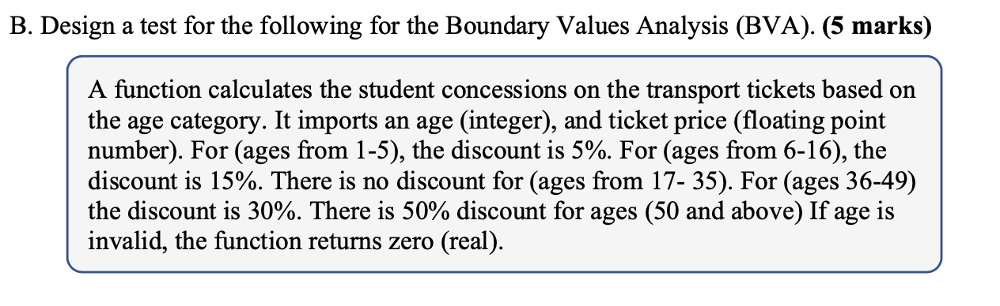 B. Design a test for the following for the Boundary Values Analysis (BVA). (5 marks)
A function calculates the student concessions on the transport tickets based on
the age category. It imports an age (integer), and ticket price (floating point
number). For (ages from 1-5), the discount is 5%. For (ages from 6-16), the
discount is 15%. There is no discount for (ages from 17- 35). For (ages 36-49)
the discount is 30%. There is 50% discount for ages (50 and above) If age is
invalid, the function returns zero (real).